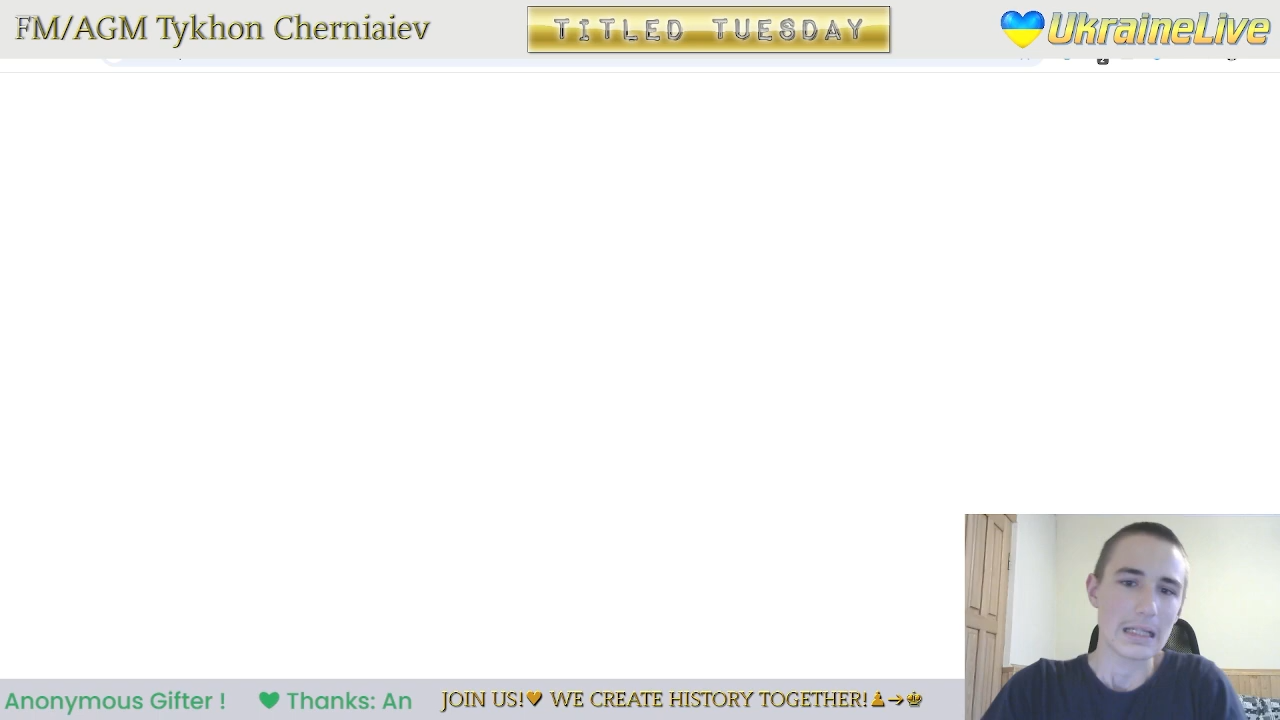 FM/AGM Tykhon Cherniaiev
TITLED TUESDAY
UkraineLive
Anonymous Gifter ! Thanks: An
JOIN US! WE CREATE HISTORY TOGETHER!